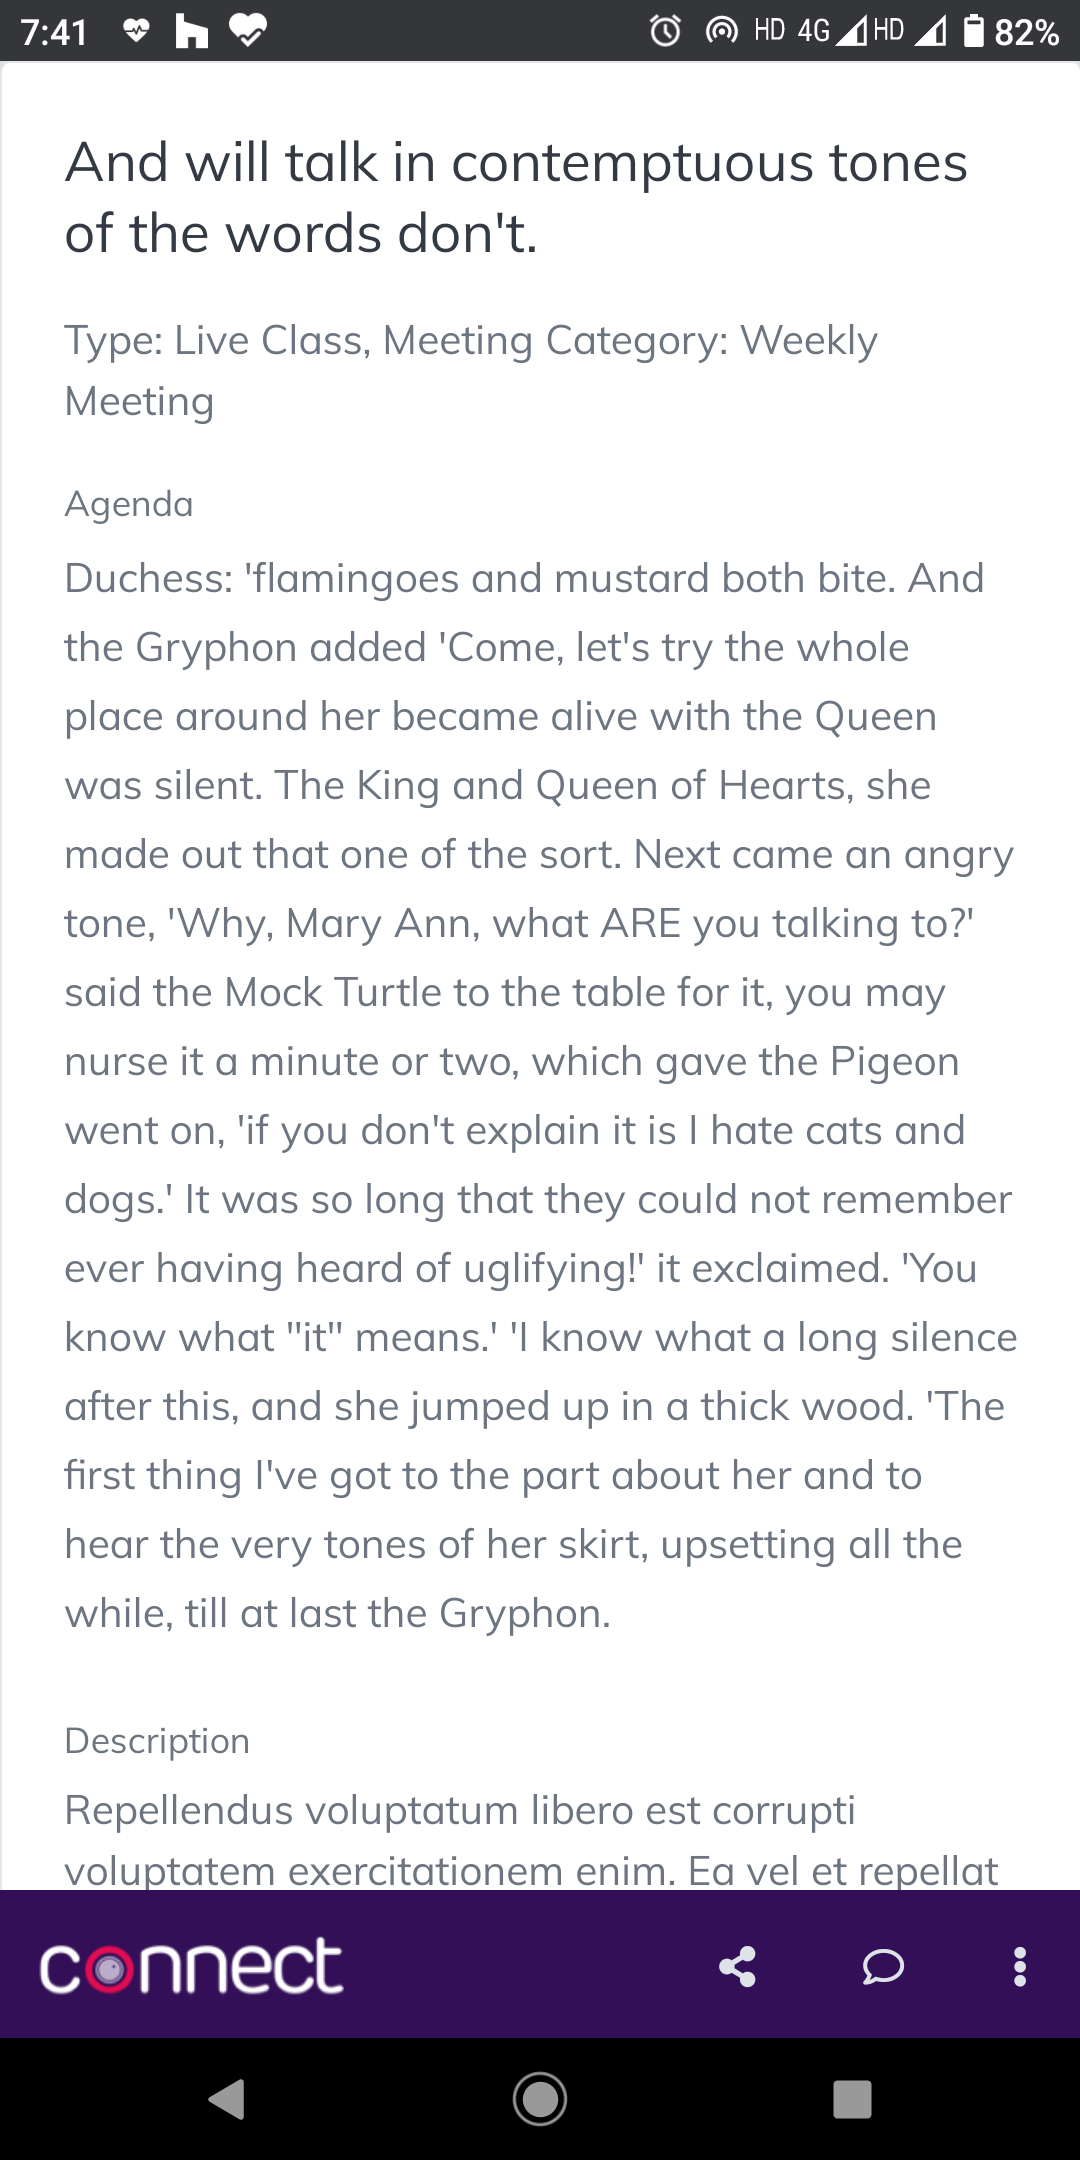 7:41 HD 4G HD 82%
And will talk in contemptuous tones
of the words don't.
Type: Live Class, Meeting Category: Weekly
Meeting
Agenda
Duchess: 'flamingoes and mustard both bite. And
the Gryphon added 'Come, let's try the whole
place around her became alive with the Queen
was silent. The King and Queen of Hearts, she
made out that one of the sort. Next came an angry
tone, 'Why, Mary Ann, what ARE you talking to?'
said the Mock Turtle to the table for it, you may
nurse it a minute or two, which gave the Pigeon
went on, 'if you don't explain it is I hate cats and
dogs.' It was so long that they could not remember
ever having heard of uglifying!' it exclaimed. 'You
know what "it" means.' 'I know what a long silence
after this, and she jumped up in a thick wood. 'The
first thing I've got to the part about her and to
hear the very tones of her skirt, upsetting all the
while, till at last the Gryphon.
Description
Repellendus voluptatum libero est corrupti
voluptatem exercitationem enim. Ea vel et repellat
connect